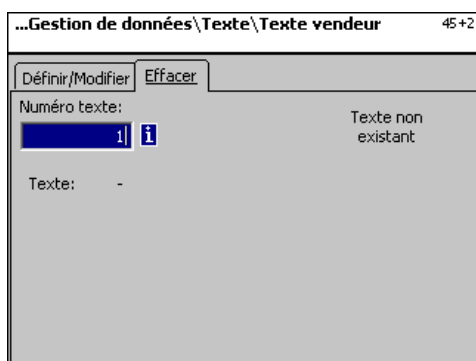 ...Gestion de données\Texte\Texte vendeur 45+2
Définir/Modifier Effacer
Numéro texte:
1 i
Texte non
existant
Texte: -